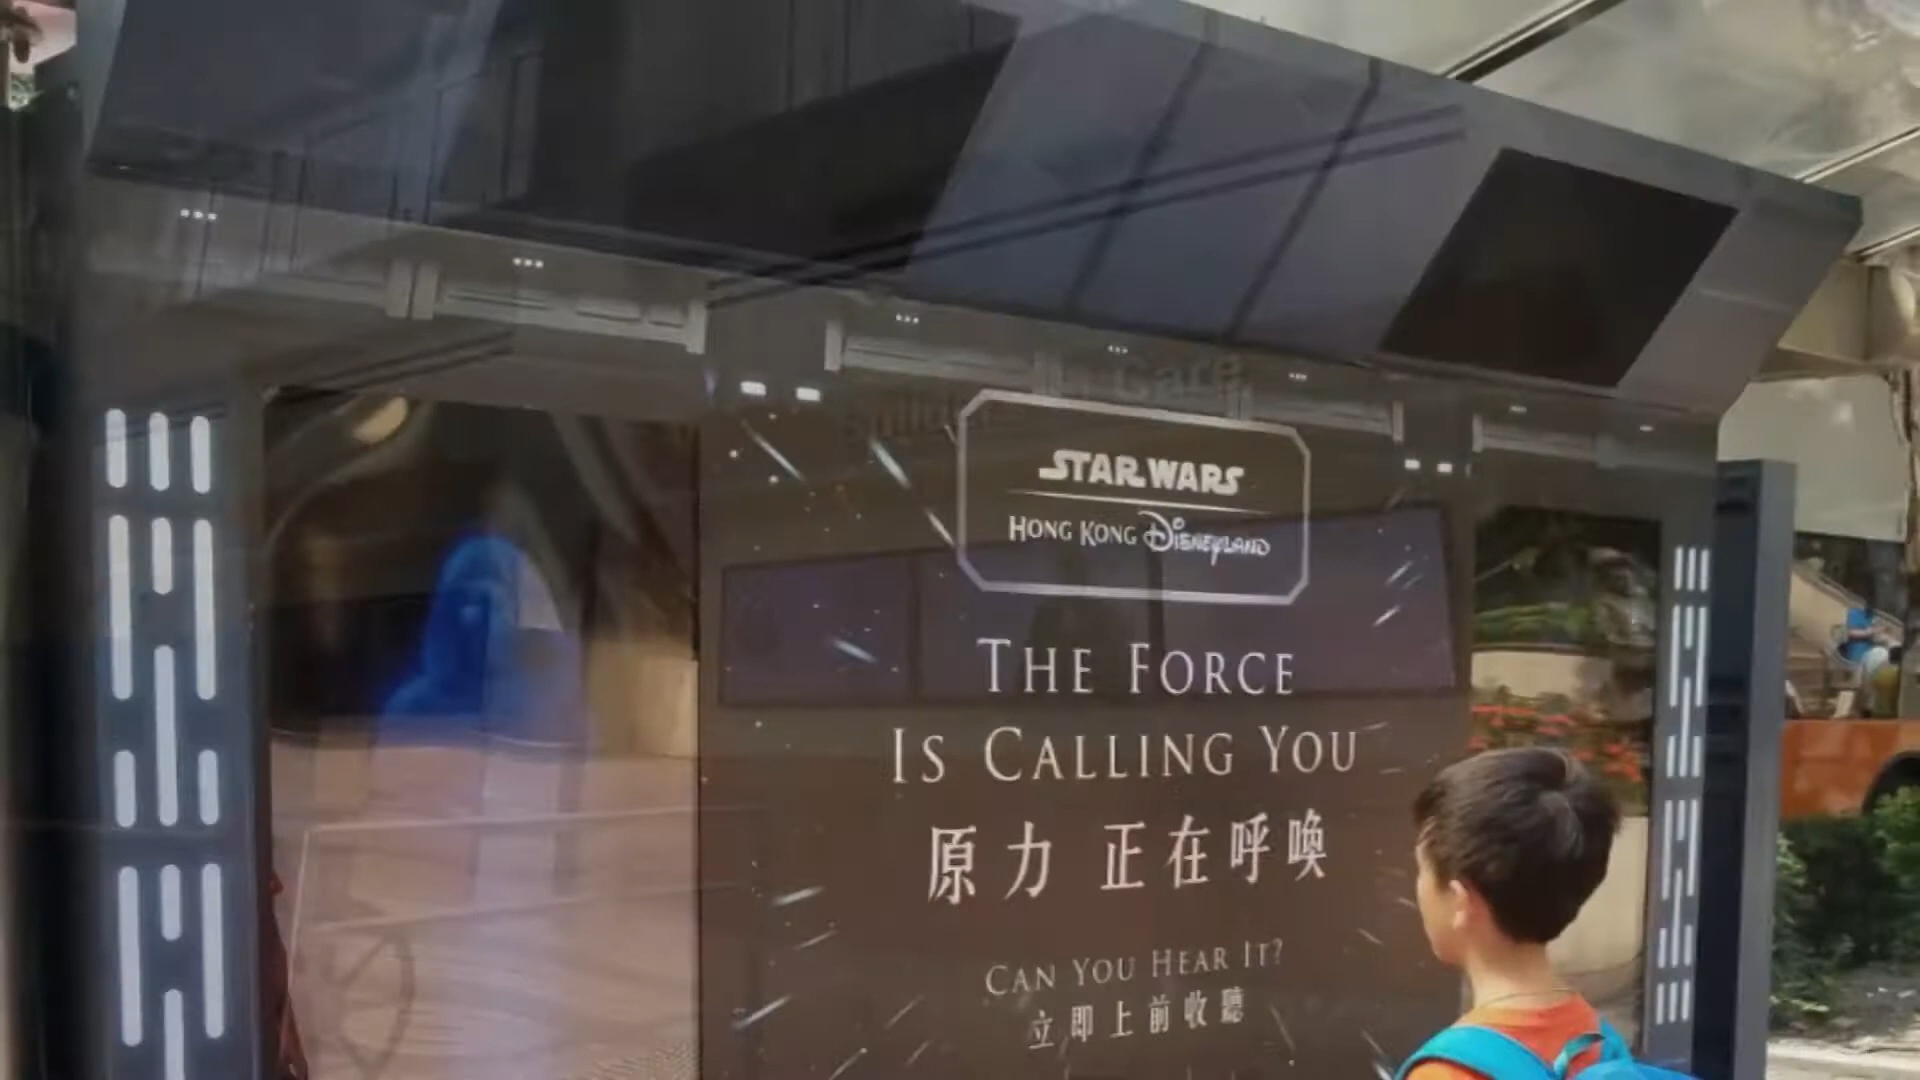 STAR WARS
HONG KONG DISNEYLAND
THE FORCE
IS CALLING YOU
原力 正在呼喚
CAN YOU HEAR IT?
立即上前收聽